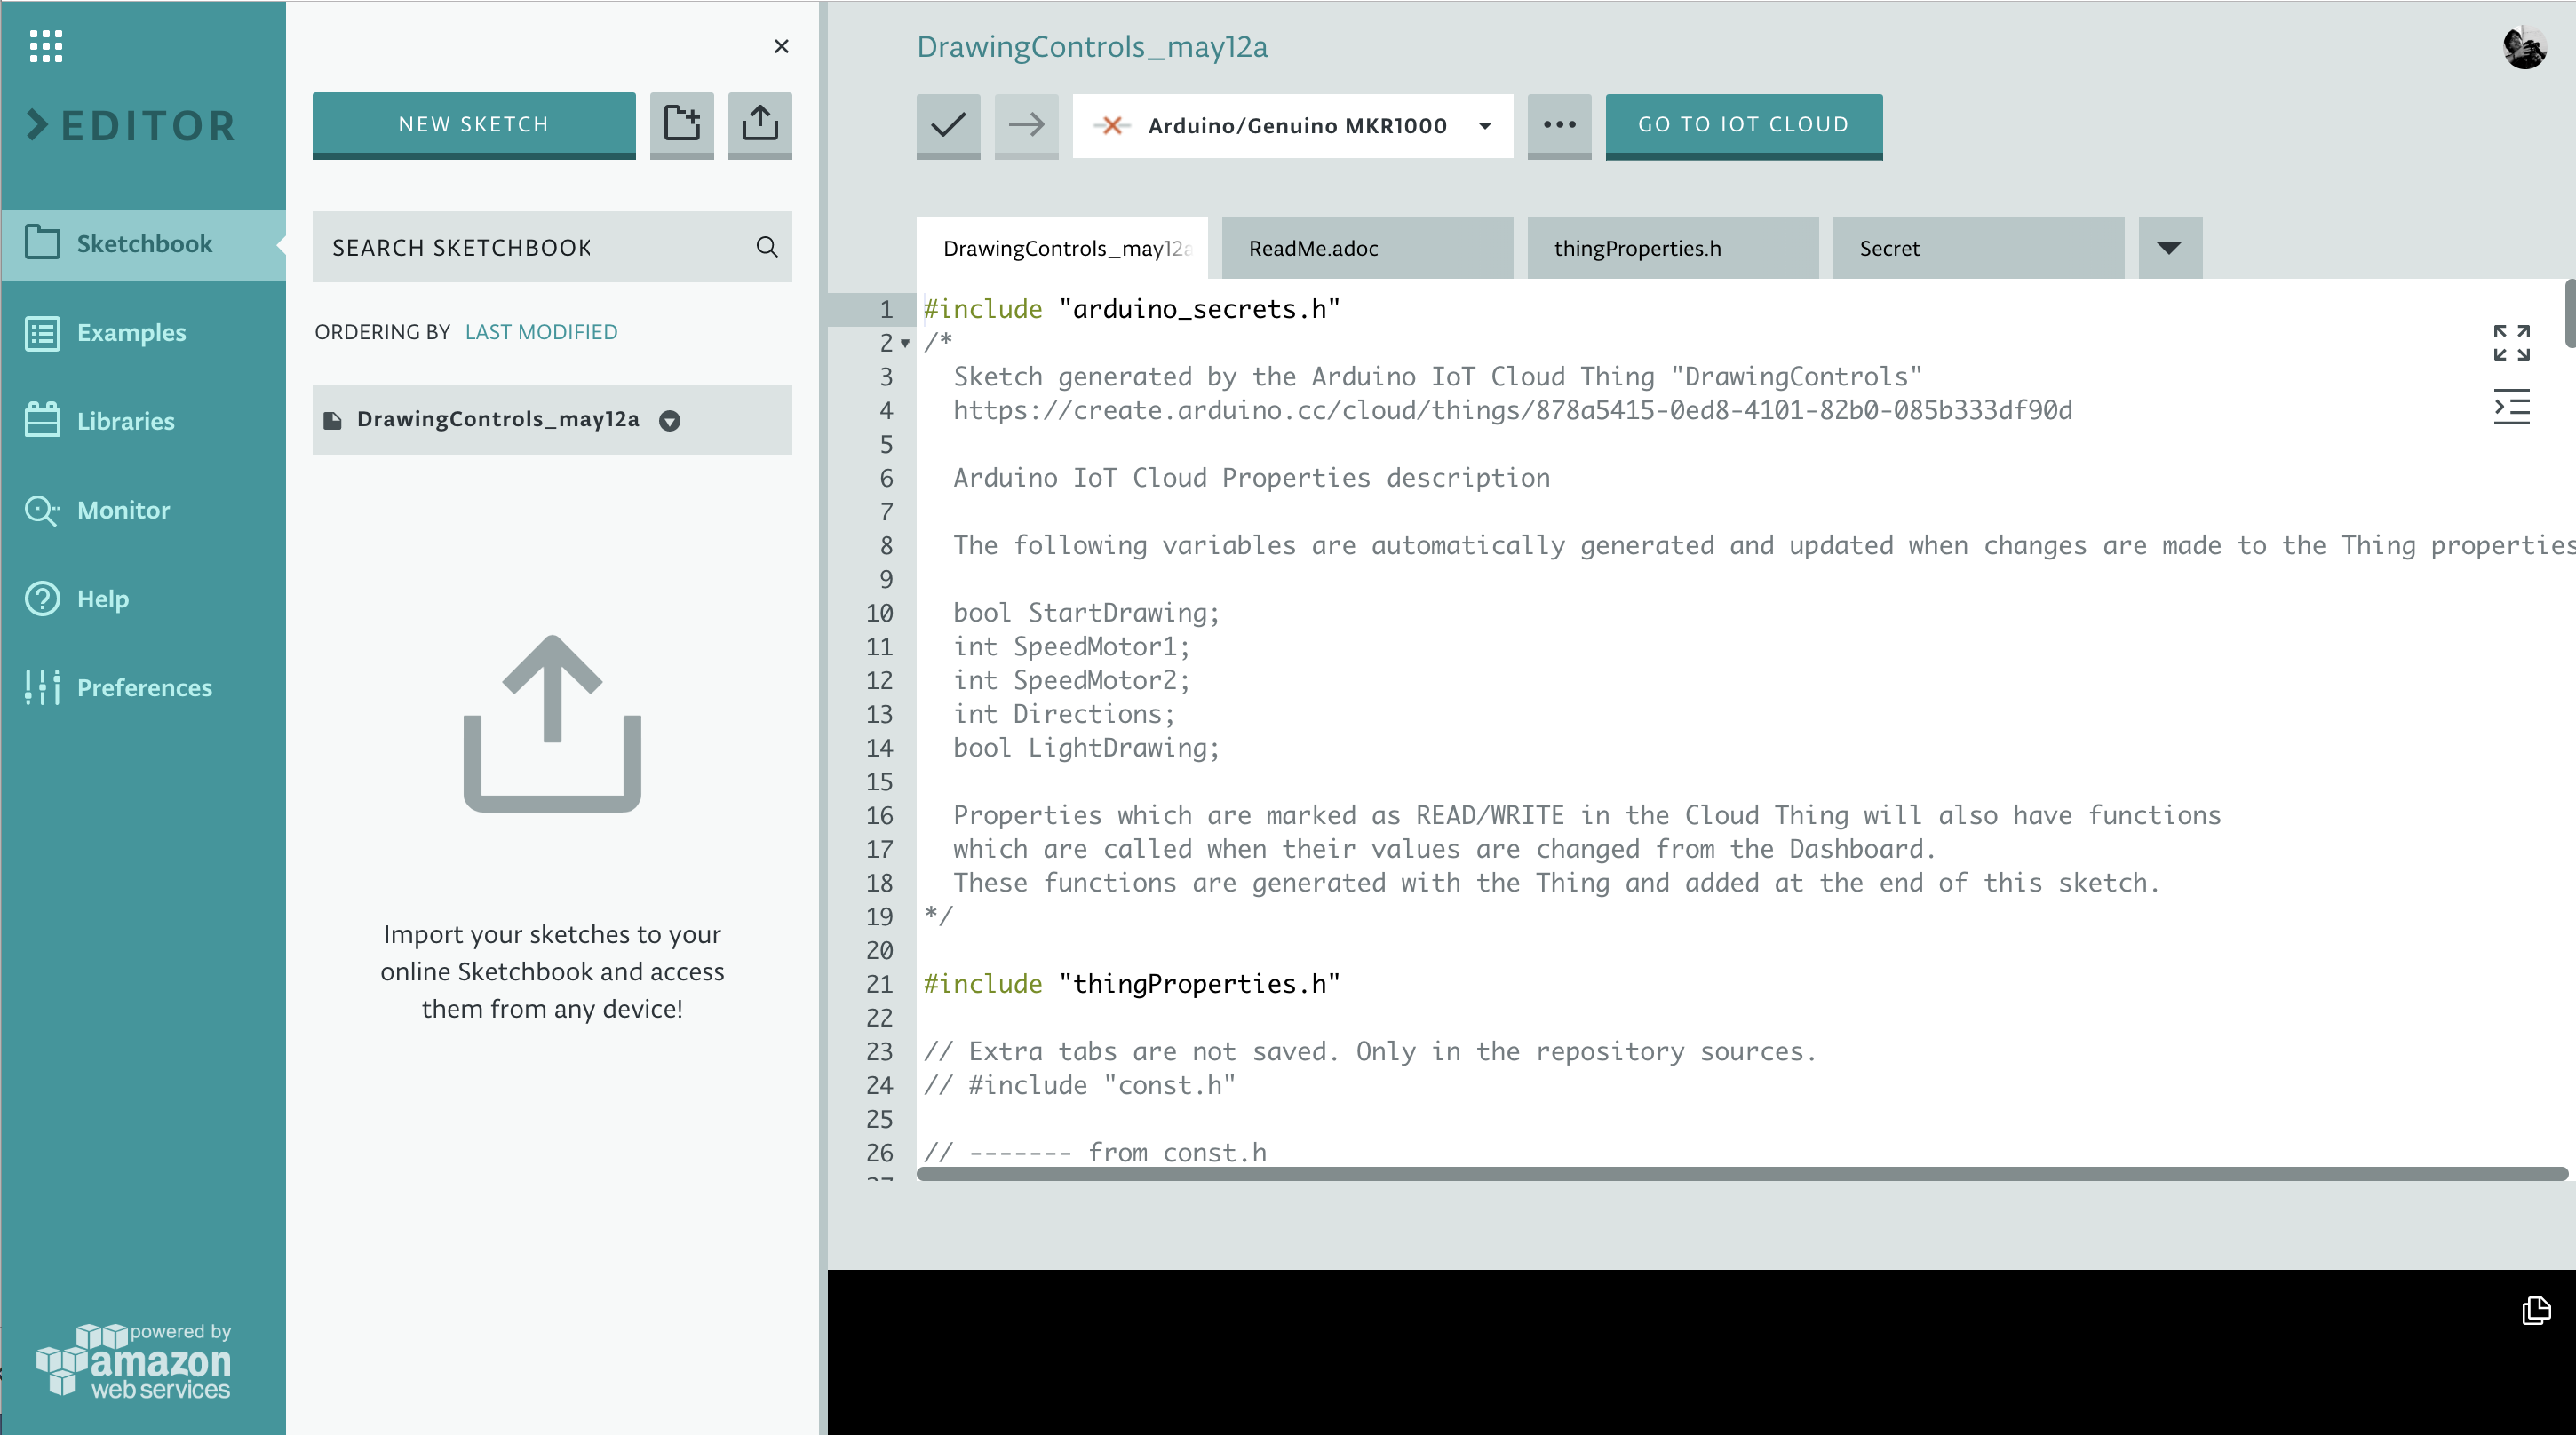 EDITOR
Sketchbook
Examples
Libraries
Monitor
Help
Preferences
powered by
amazon
web services
NEW SKETCH
SEARCH SKETCHBOOK
ORDERING BY LAST MODIFIED
DrawingControls_may12a
Import your sketches to your
online Sketchbook and access
them from any device!
DrawingControls_may12a
Arduino/Genuino MKR1000
GO TO IOT CLOUD
DrawingControls_may12a ReadMe.adoc thingProperties.h Secret
1 #include "arduino_secrets.h"
2 /*
3 Sketch generated by the Arduino IoT Cloud Thing "DrawingControls"
4 https://create.arduino.cc/cloud/things/878a5415-0ed8-4101-82b0-085b333df90d
5
6 Arduino IoT Cloud Properties description
7
8 The following variables are automatically generated and updated when changes are made to the Thing properties
9
10 bool StartDrawing;
11 int SpeedMotor1;
12 int SpeedMotor2;
13 int Directions;
14 bool LightDrawing;
15
16 Properties which are marked as READ/WRITE in the Cloud Thing will also have functions
17 which are called when their values are changed from the Dashboard.
18 These functions are generated with the Thing and added at the end of this sketch.
19 */
20
21 #include "thingProperties.h"
22
23 // Extra tabs are not saved. Only in the repository sources.
24 // #include "const.h"
25
26 // ------- from const.h